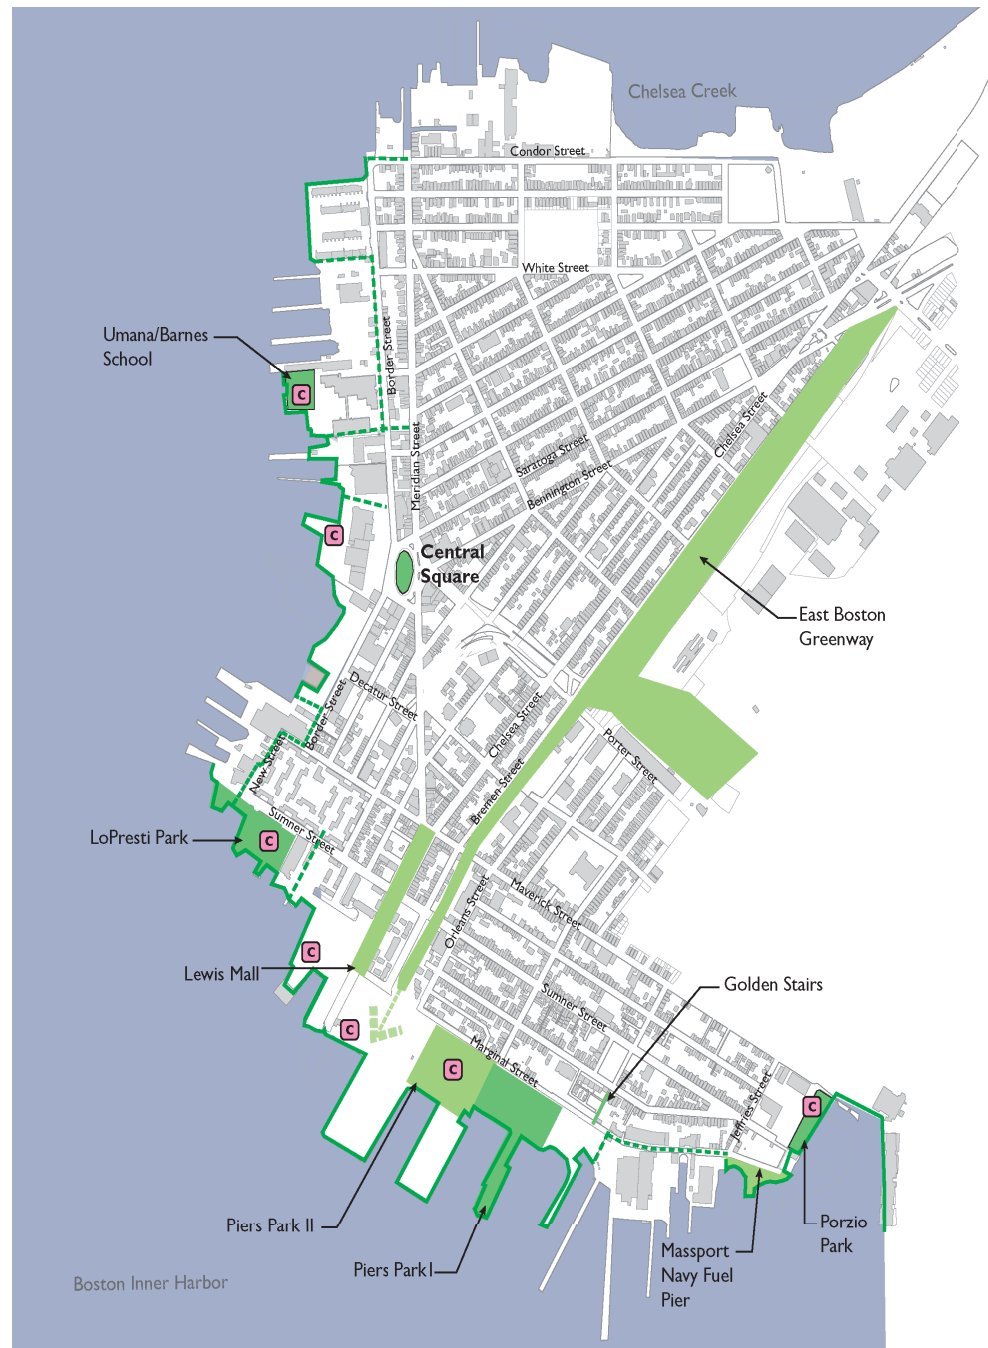 Chelsea Creek
Condor Street
White Street
Umana/Barnes
School
C
Border Street
Meridian Street
Chelsea Street
Saratoga Street
Bennington Street
C
Central
Square
East Boston
Greenway
Decatur Street
Border Street
Chelsea Street
New Street
Porter Street
Bremen Street
Sumner Street
LoPresti Park
C
Maverick Street
Orleans Street
C
Lewis Mall
Golden Stairs
Sumner Street
C
Marginal Street
C
Jeffries Street
C
Piers Park II
Porzio
Park
Piers Park I
Massport
Navy Fuel
Pier
Boston Inner Harbor